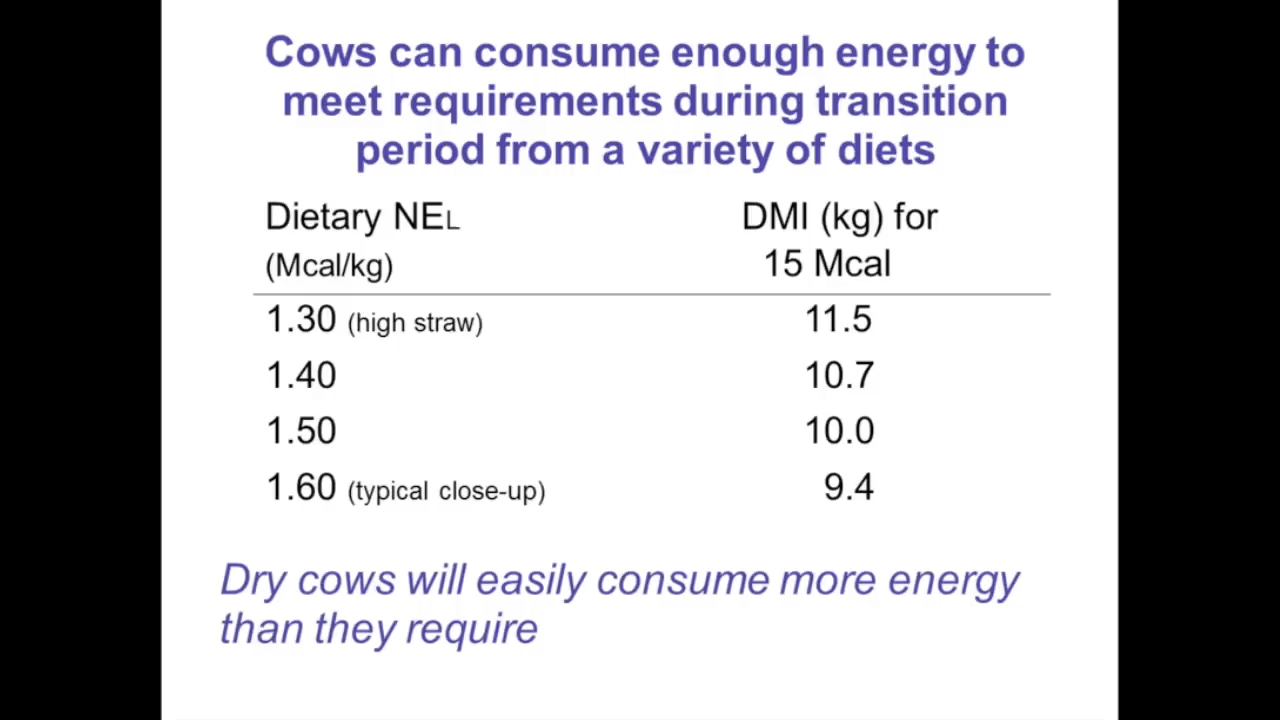 Cows can consume enough energy to
meet requirements during transition
period from a variety of diets
Dietary NEL DMI (kg) for
(Mcal/kg) 15 Mcal
1.30 (high straw) 11.5
1.40 10.7
1.50 10.0
1.60 (typical close-up) 9.4
Dry cows will easily consume more energy
than they require